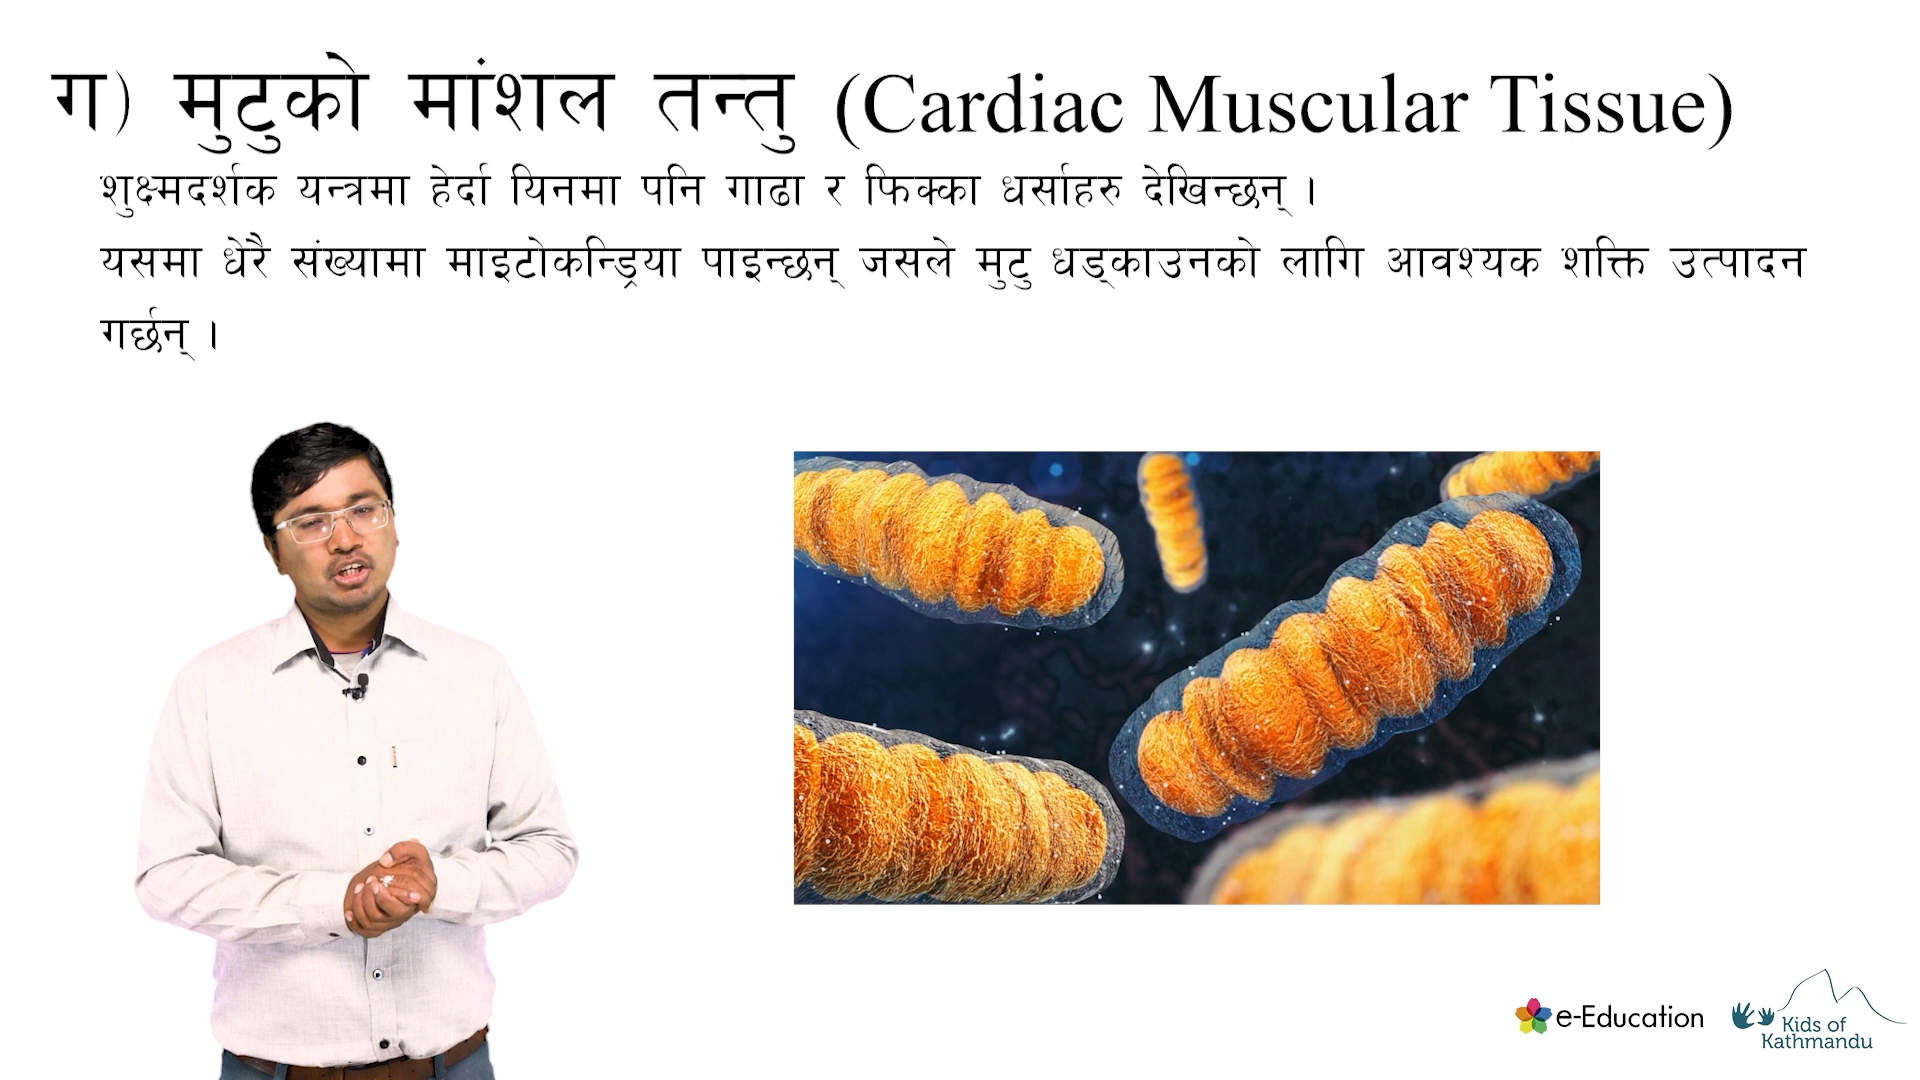 ग) मुटुको मांशल तन्तु (Cardiac Muscular Tissue)
शुक्ष्मदर्शक यन्त्रमा हेर्दा यिनमा पनि गाढा र फिक्का धर्साहरु देखिन्छन् ।
यसमा धेरै संख्यामा माइटोकन्ड्रिया पाइन्छन् जसले मुटु धड्काउनको लागि आवश्यक शक्ति उत्पादन
गर्छन् ।
e-Education
Kids of
Kathmandu